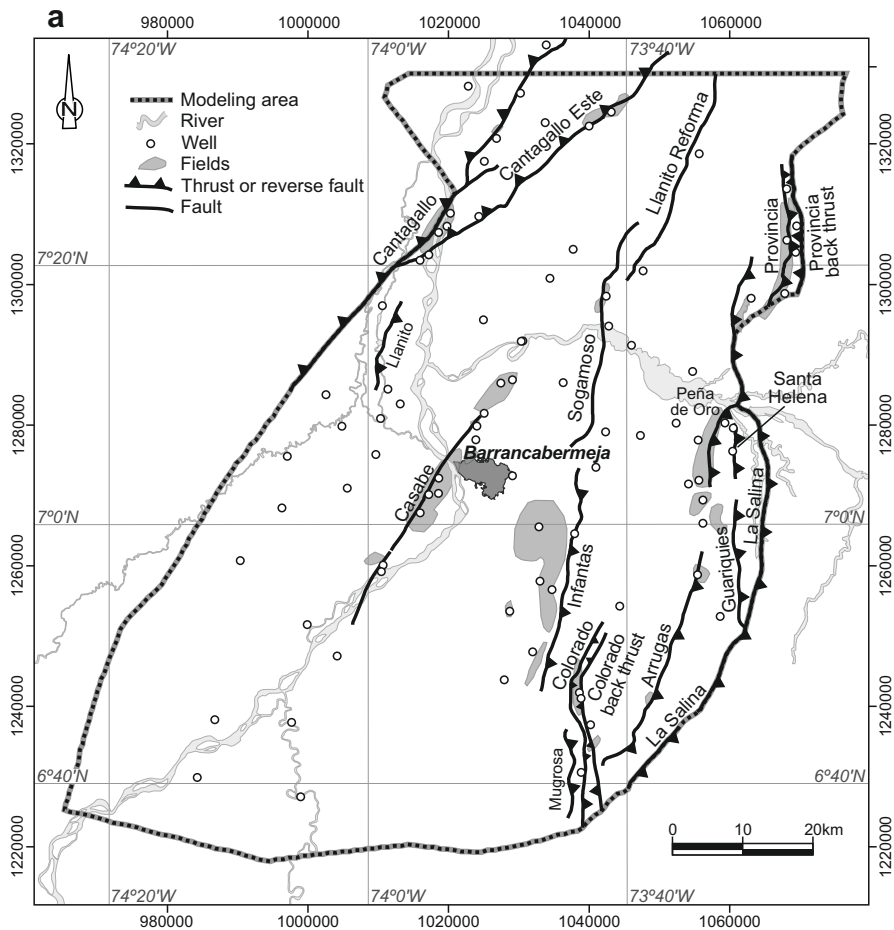 a
980000
1000000
1020000
1040000
1060000
74°20'W
74°0'W
73°40'W
N
Modeling area
River
Well
Fields
Thrust or reverse fault
Fault
1320000
1320000
Cantagallo Este
Llanito Reforma
Cantagallo
Provincia
Provincia
back thrust
7°20'N
1300000
1300000
Llanito
Sogamoso
Peña
de Oro
Santa
Helena
1280000
1280000
Barrancabermeja
Casabe
La Salina
7°0'N
7°0'N
Guariquies
1260000
1260000
Infantas
Colorado
Colorado
back thrust
Arrugas
La Salina
1240000
1240000
Mugrosa
6°40'N
6°40'N
0
10
20km
1220000
1220000
74°20'W
74°0'W
73°40'W
980000
1000000
1020000
1040000
1060000